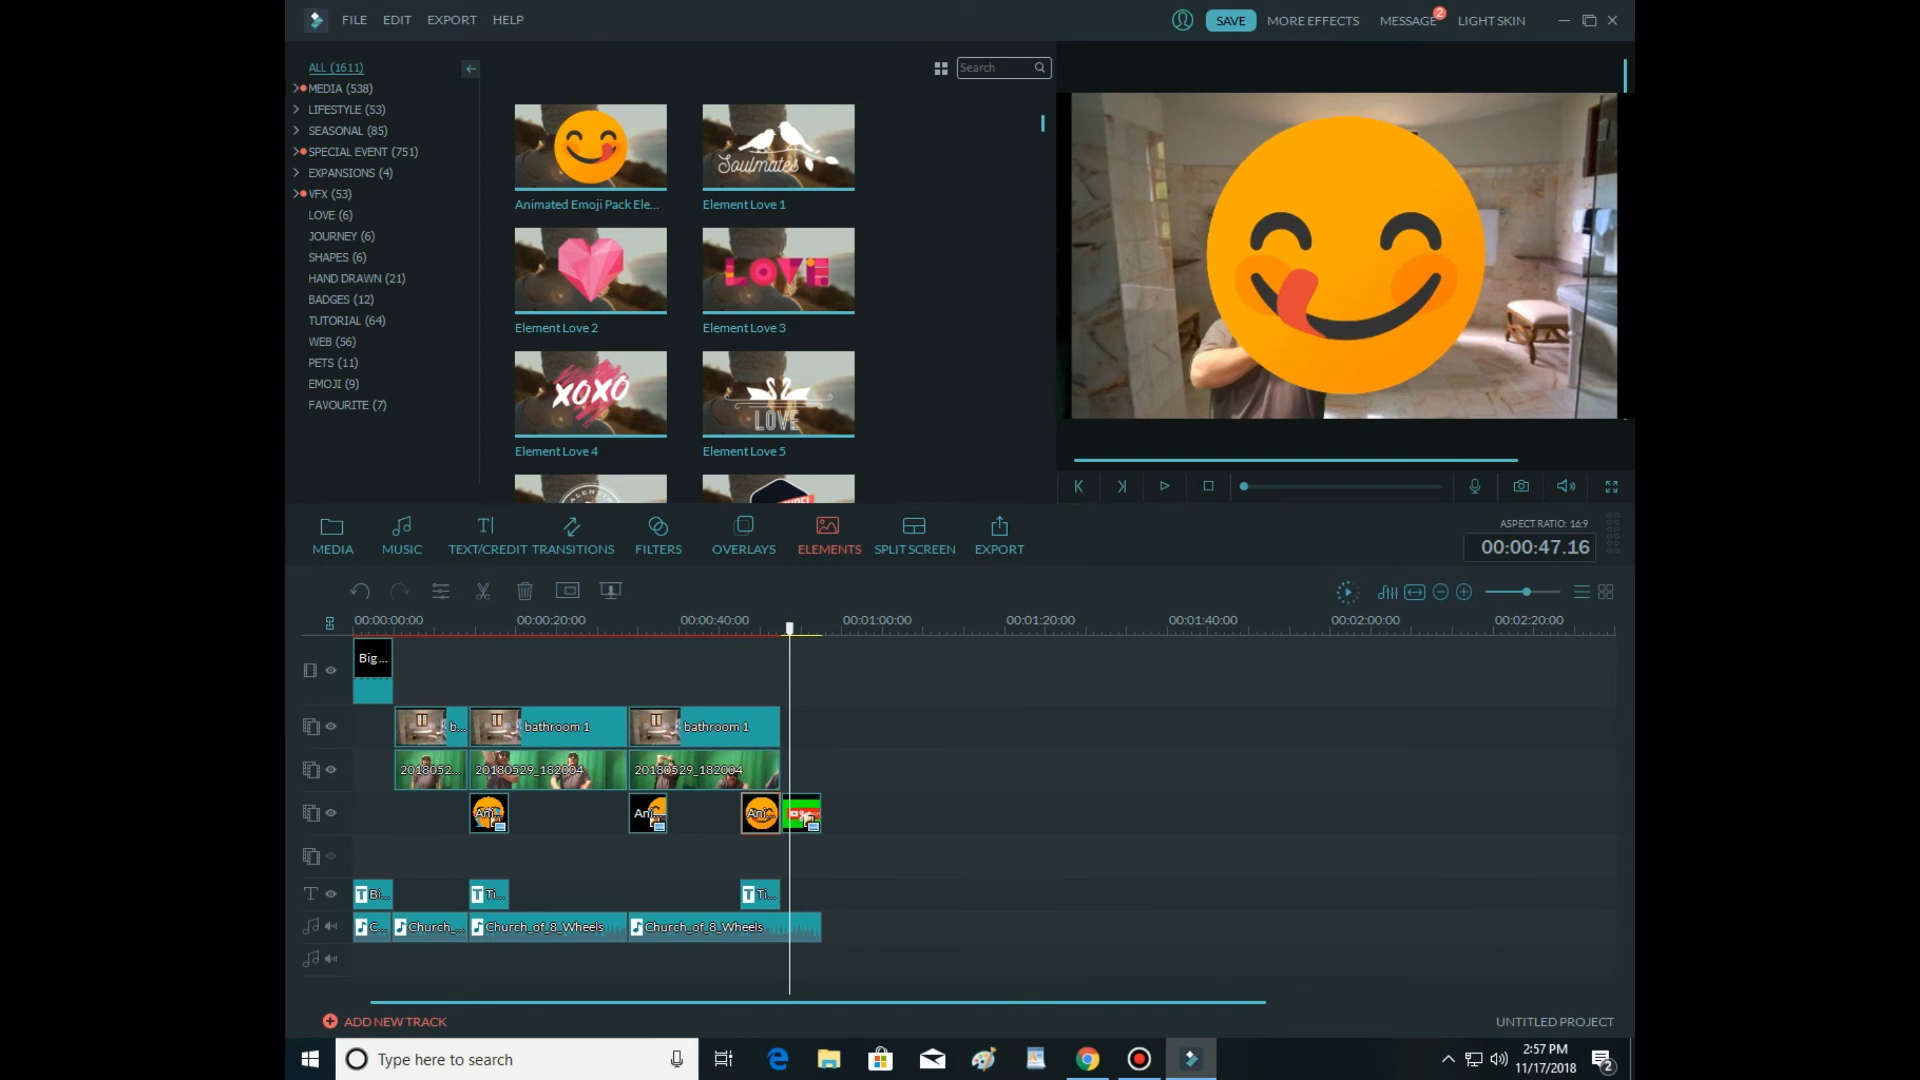 FILE EDIT EXPORT HELP
SAVE MORE EFFECTS MESSAGE 2 LIGHT SKIN
ALL (1611)
MEDIA (538)
LIFESTYLE (53)
SEASONAL (85)
SPECIAL EVENT (751)
EXPANSIONS (4)
VFX (53)
LOVE (6)
JOURNEY (6)
SHAPES (6)
HAND DRAWN (21)
BADGES (12)
TUTORIAL (64)
WEB (56)
PETS (11)
EMOJI (9)
FAVOURITE (7)
Search
Soulmates
Animated Emoji Pack Ele... Element Love 1
LOVE
Element Love 2 Element Love 3
XOXO LOVE
Element Love 4 Element Love 5
MEDIA MUSIC TEXT/CREDIT TRANSITIONS FILTERS OVERLAYS ELEMENTS SPLIT SCREEN EXPORT
ASPECT RATIO: 16:9
00:00:47.16
00:00:00:00 00:00:20:00 00:00:40:00 00:01:00:00 00:01:20:00 00:01:40:00 00:02:00:00 00:02:20:00
Big...
b... bathroom 1 bathroom 1
2018052... 20180529_182004 20180529_182004
Ani... Ani... Ani...
T Bi... T Ti... T Ti...
C... Church_... Church_of_8_Wheels Church_of_8_Wheels
ADD NEW TRACK
UNTITLED PROJECT
Type here to search
2:57 PM
11/17/2018
2